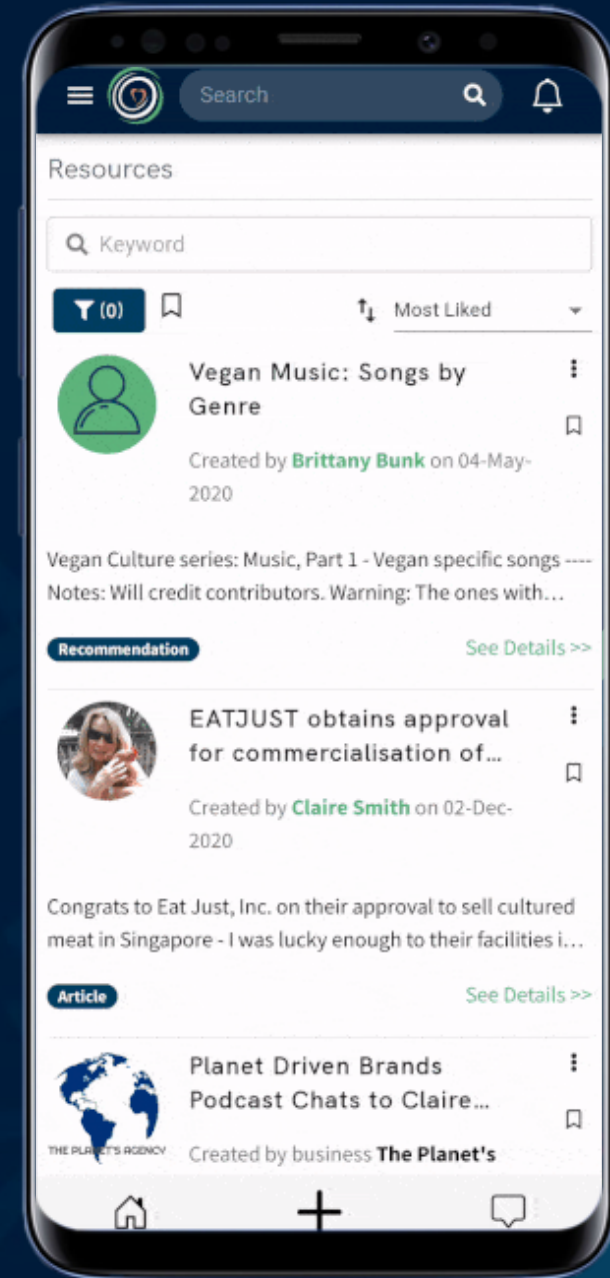 Search
Resources
Keyword
(0)
Most Liked
Vegan Music: Songs by
Genre
Created by Brittany Bunk on 04-May-
2020
Vegan Culture series: Music, Part 1 - Vegan specific songs ----
Notes: Will credit contributors. Warning: The ones with...
Recommendation
See Details >>
EATJUST obtains approval
for commercialisation of...
Created by Claire Smith on 02-Dec-
2020
Congrats to Eat Just, Inc. on their approval to sell cultured
meat in Singapore - I was lucky enough to their facilities i...
Article
See Details >>
Planet Driven Brands
Podcast Chats to Claire...
THE PLANET'S AGENCY
Created by business The Planet's